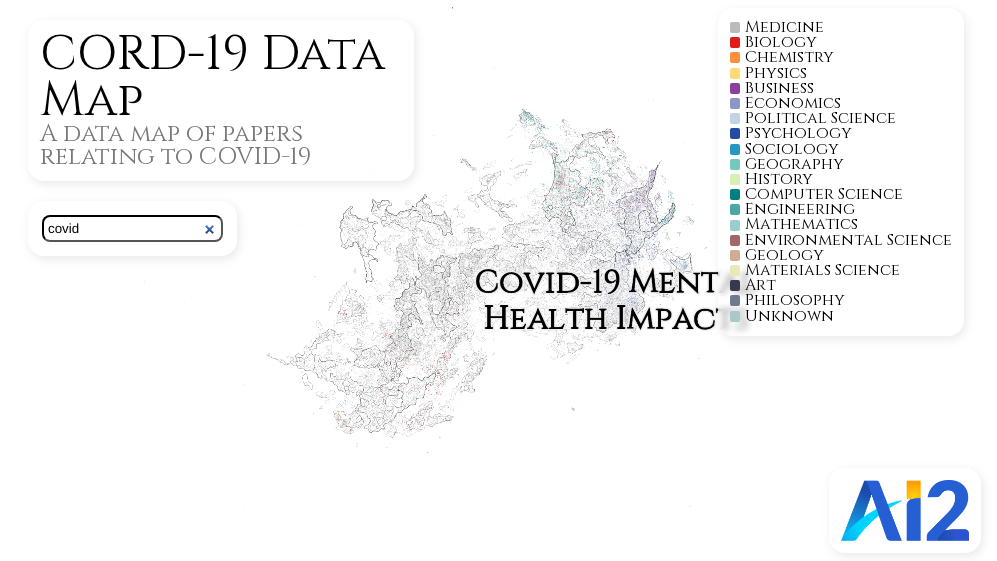 CORD-19 Data
Map
A data map of papers
relating to COVID-19
covid
Covid-19 Ment
Health Impac
Medicine
Biology
Chemistry
Physics
Business
Economics
Political Science
Psychology
Sociology
Geography
History
Computer Science
Engineering
Mathematics
Environmental Science
Geology
Materials Science
Art
Philosophy
Unknown
Ai2